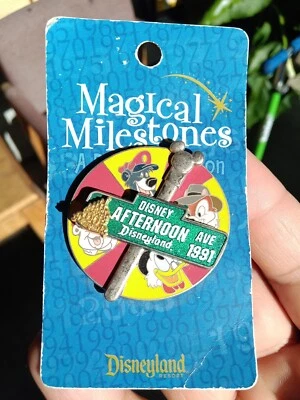 Magical
Milestones
DISNEY
AFTERNOON AVE
Disneyland 1991
Disneyland
RESORT